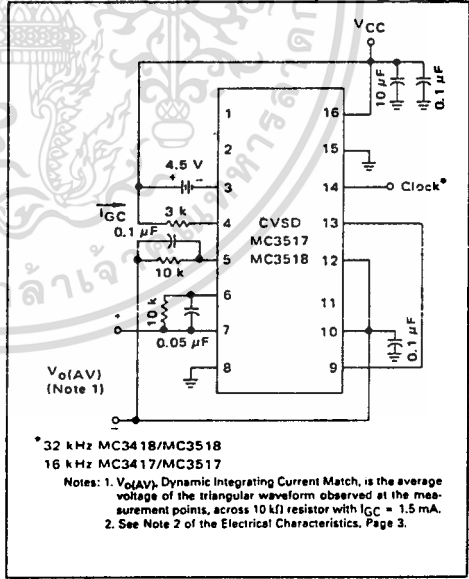 VCC
10 µF
0.1 µF
1
16
2
15
4.5 V
+
-
3
14
Clock*
IGC
3 k
4
13
0.1 µF
CVSD
MC3517
MC3518
5
12
10 k
6
11
10 k
+
7
10
0.05 µF
0.1 µF
Vo(AV)
(Note 1)
8
9
-
*32 kHz MC3418/MC3518
16 kHz MC3417/MC3517
Notes: 1. Vo(AV), Dynamic Integrating Current Match, is the average
voltage of the triangular waveform observed at the mea-
surement points, across 10 kΩ resistor with IGC = 1.5 mA.
2. See Note 2 of the Electrical Characteristics, Page 3.